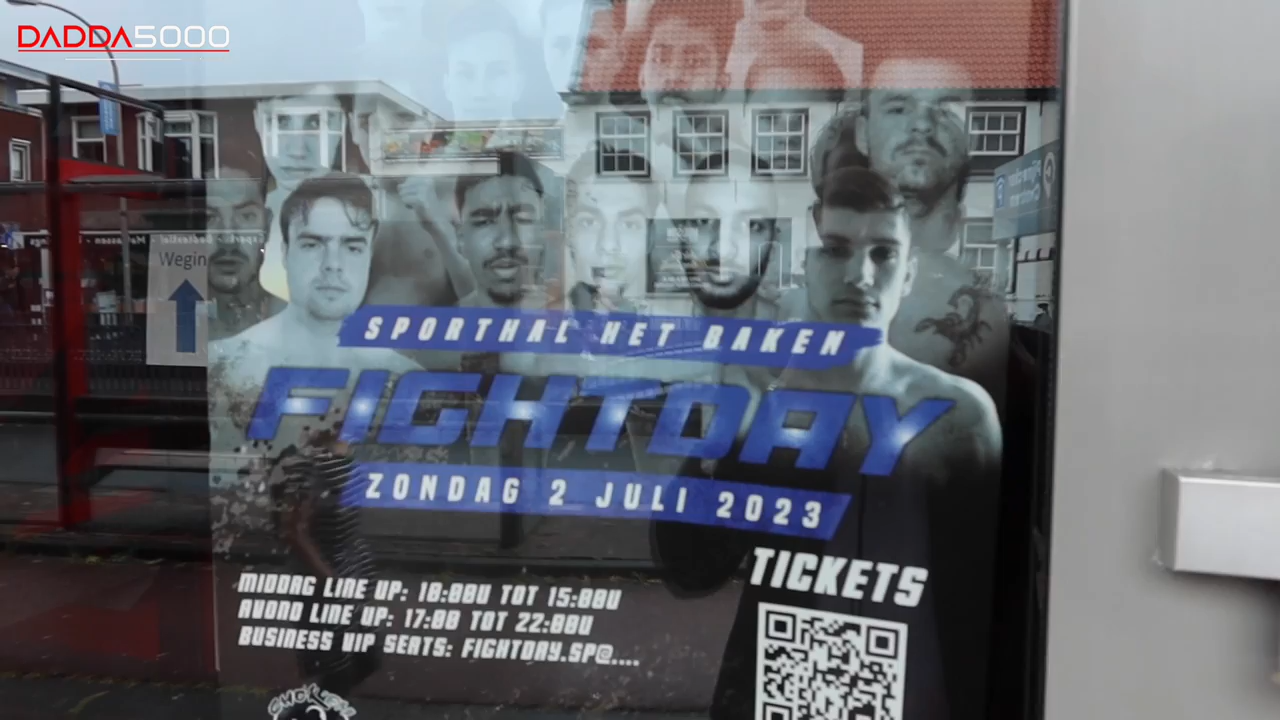 DADDA5000
Wegin
SPORTHAL HET BAKEN
FIGHTDAY
ZONDAG 2 JULI 2023
TICKETS
MIDDAG LINE UP: 10:00U TOT 15:00U
AVOND LINE UP: 17:00 TOT 22:00U
BUSINESS VIP SEATS: FIGHTDAY.SP@....